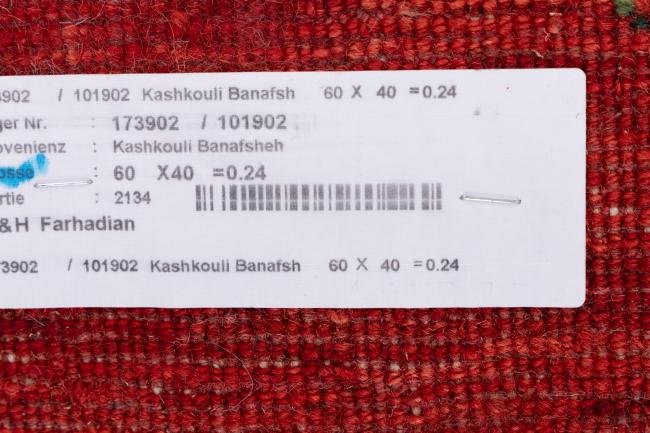 3902 / 101902 Kashkouli Banafsh 60 X 40 =0.24
ger Nr. : 173902 / 101902
ovenienz : Kashkouli Banafsheh
osse : 60 X40 =0.24
rtie : 2134
&H Farhadian
73902 / 101902 Kashkouli Banafsh 60 X 40 =0.24